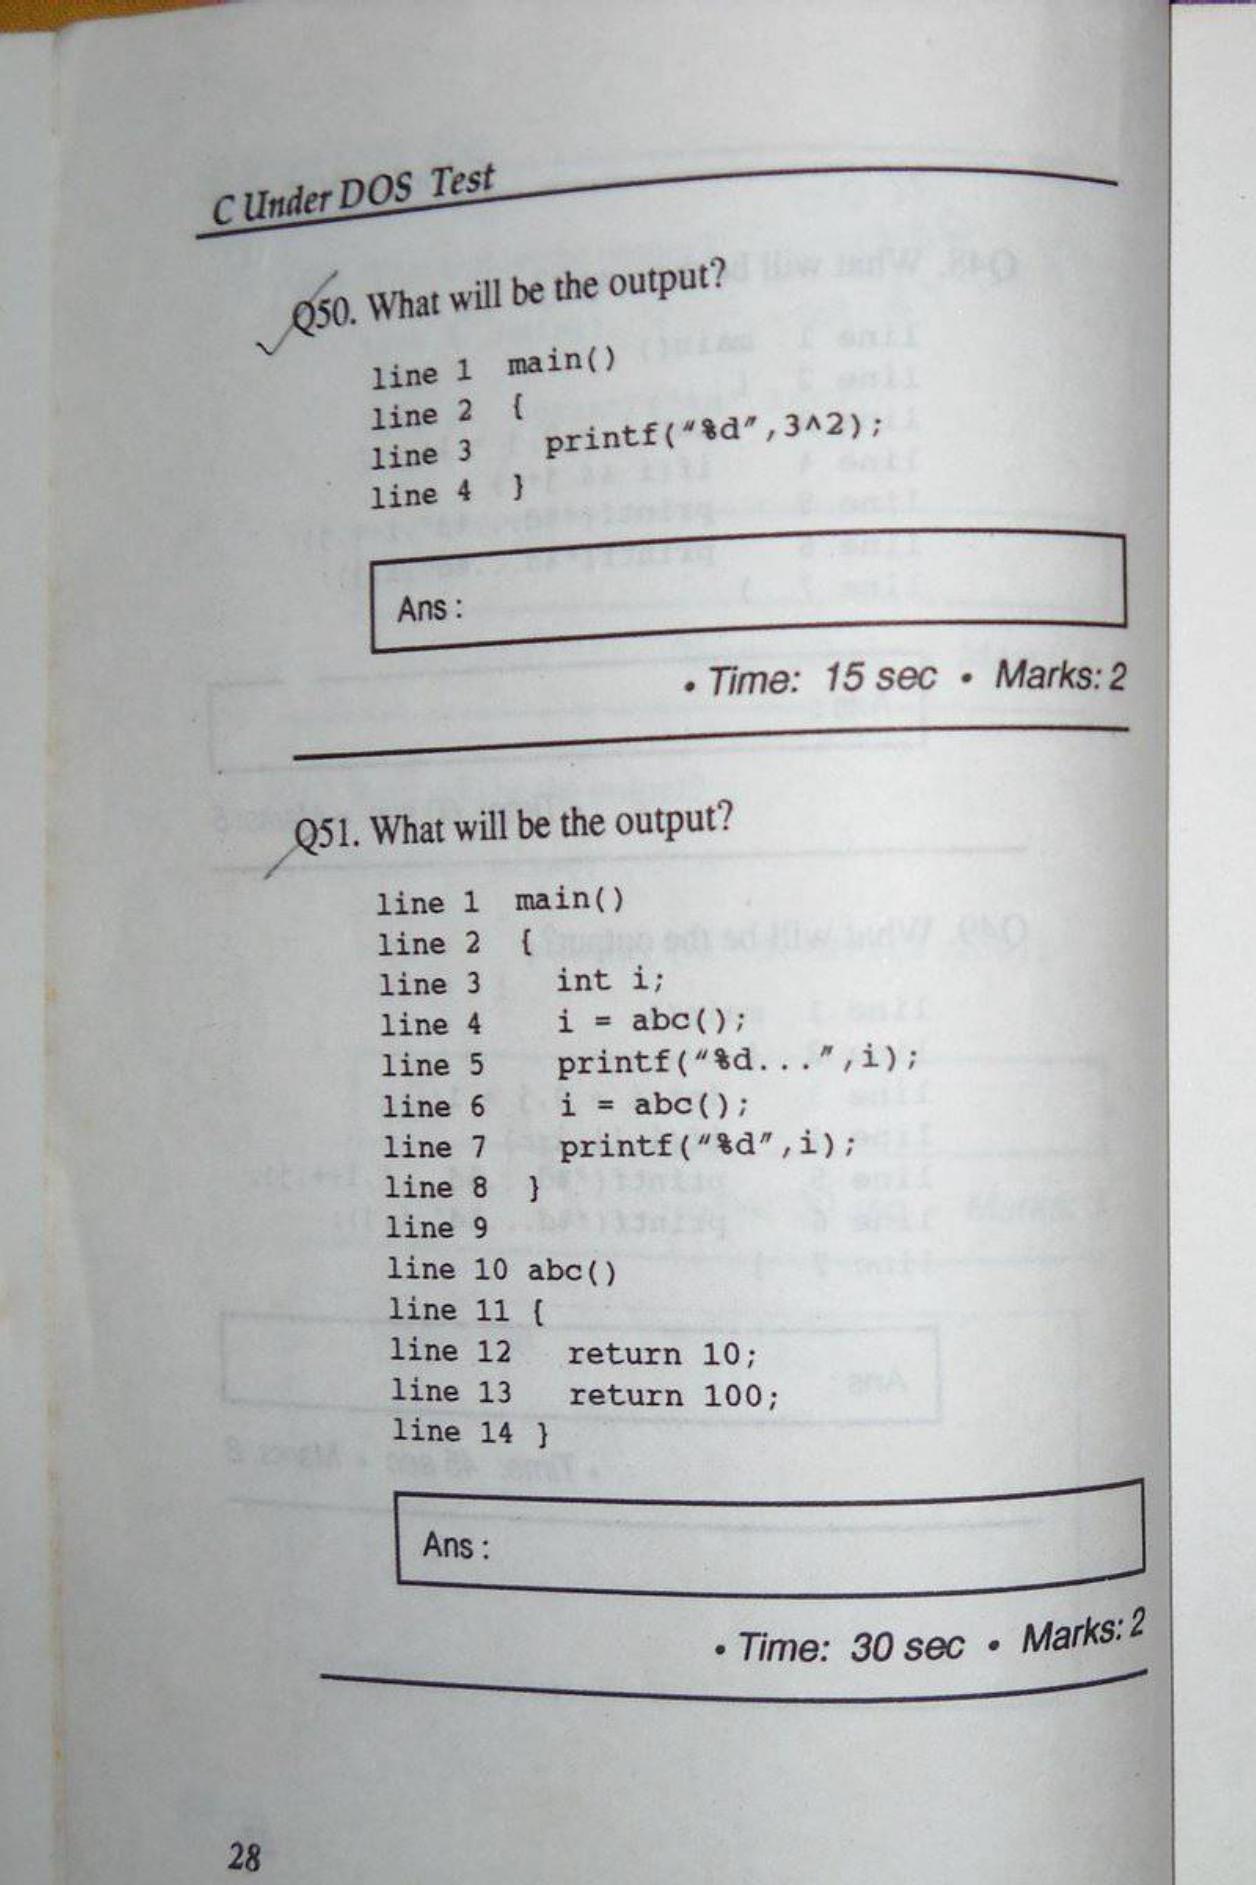 C Under DOS Test
Q50. What will be the output?
line 1 main()
line 2 {
line 3 printf("%d",3^2);
line 4 }
Ans :
• Time: 15 sec • Marks: 2
Q51. What will be the output?
line 1 main()
line 2 {
line 3 int i;
line 4 i = abc();
line 5 printf("%d...",i);
line 6 i = abc();
line 7 printf("%d",i);
line 8 }
line 9
line 10 abc()
line 11 {
line 12 return 10;
line 13 return 100;
line 14 }
Ans :
• Time: 30 sec • Marks: 2
28